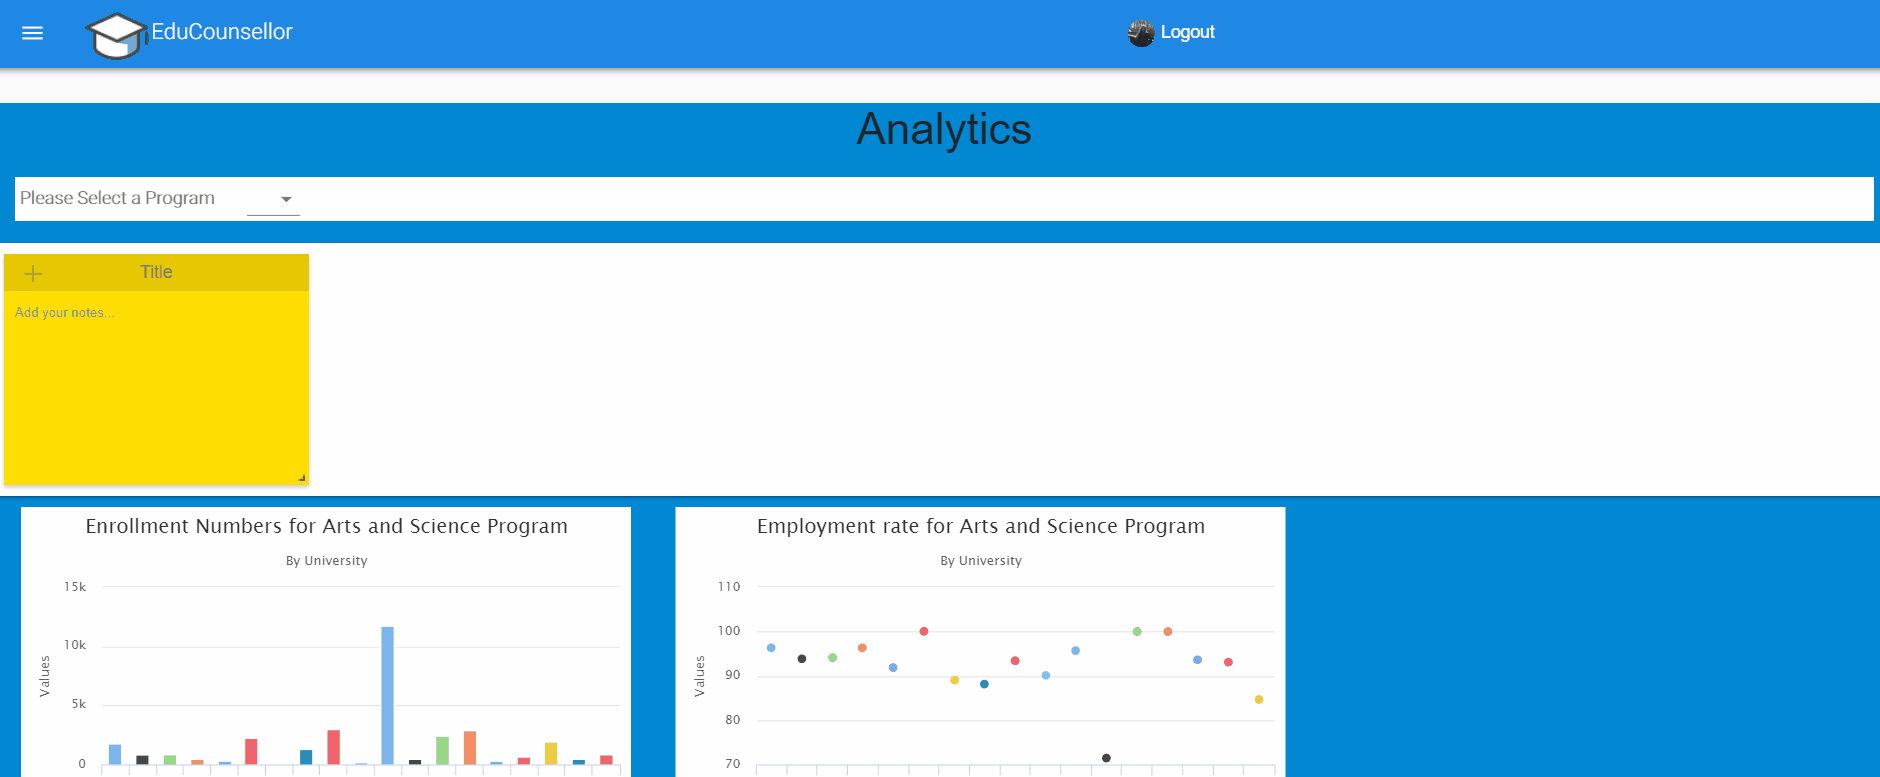 EduCounsellor
Logout
Analytics
Please Select a Program
Title
Add your notes...
Enrollment Numbers for Arts and Science Program
By University
15k
10k
5k
0
Values
Employment rate for Arts and Science Program
By University
110
100
90
80
70
Values